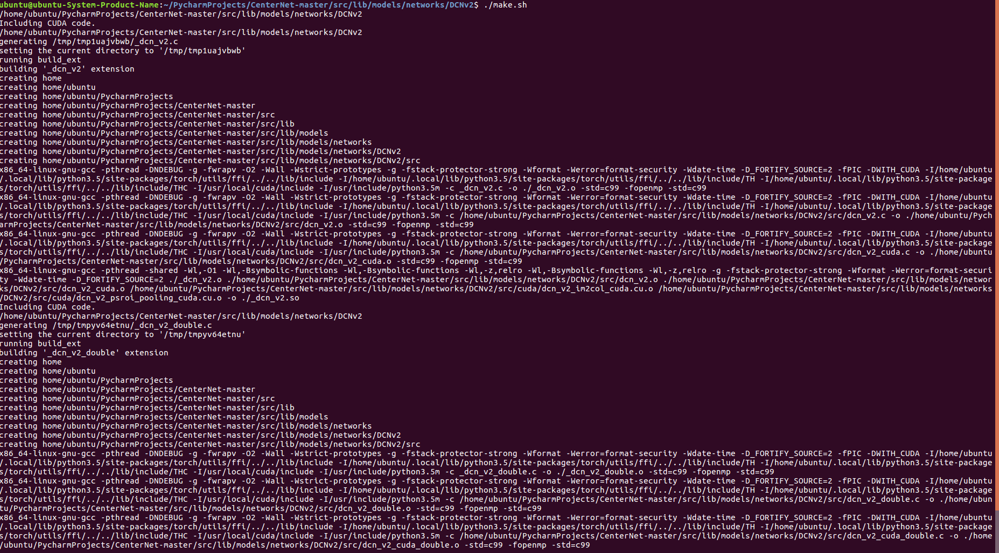 ubuntu@ubuntu-System-Product-Name:~/PycharmProjects/CenterNet-master/src/lib/models/networks/DCNv2$ ./make.sh
/home/ubuntu/PycharmProjects/CenterNet-master/src/lib/models/networks/DCNv2
Including CUDA code.
/home/ubuntu/PycharmProjects/CenterNet-master/src/lib/models/networks/DCNv2
generating /tmp/tmp1uajvbwb/_dcn_v2.c
setting the current directory to '/tmp/tmp1uajvbwb'
running build_ext
building '_dcn_v2' extension
creating home
creating home/ubuntu
creating home/ubuntu/PycharmProjects
creating home/ubuntu/PycharmProjects/CenterNet-master
creating home/ubuntu/PycharmProjects/CenterNet-master/src
creating home/ubuntu/PycharmProjects/CenterNet-master/src/lib
creating home/ubuntu/PycharmProjects/CenterNet-master/src/lib/models
creating home/ubuntu/PycharmProjects/CenterNet-master/src/lib/models/networks
creating home/ubuntu/PycharmProjects/CenterNet-master/src/lib/models/networks/DCNv2
creating home/ubuntu/PycharmProjects/CenterNet-master/src/lib/models/networks/DCNv2/src
x86_64-linux-gnu-gcc -pthread -DNDEBUG -g -fwrapv -O2 -Wall -Wstrict-prototypes -g -fstack-protector-strong -Wformat -Werror=format-security -Wdate-time -D_FORTIFY_SOURCE=2 -fPIC -DWITH_CUDA -I/home/ubuntu
/.local/lib/python3.5/site-packages/torch/utils/ffi/../../lib/include -I/home/ubuntu/.local/lib/python3.5/site-packages/torch/utils/ffi/../../lib/include/TH -I/home/ubuntu/.local/lib/python3.5/site-package
s/torch/utils/ffi/../../lib/include/THC -I/usr/local/cuda/include -I/usr/include/python3.5m -c _dcn_v2.c -o ./_dcn_v2.o -std=c99 -fopenmp -std=c99
x86_64-linux-gnu-gcc -pthread -DNDEBUG -g -fwrapv -O2 -Wall -Wstrict-prototypes -g -fstack-protector-strong -Wformat -Werror=format-security -Wdate-time -D_FORTIFY_SOURCE=2 -fPIC -DWITH_CUDA -I/home/ubuntu
/.local/lib/python3.5/site-packages/torch/utils/ffi/../../lib/include -I/home/ubuntu/.local/lib/python3.5/site-packages/torch/utils/ffi/../../lib/include/TH -I/home/ubuntu/.local/lib/python3.5/site-package
s/torch/utils/ffi/../../lib/include/THC -I/usr/local/cuda/include -I/usr/include/python3.5m -c /home/ubuntu/PycharmProjects/CenterNet-master/src/lib/models/networks/DCNv2/src/dcn_v2.c -o ./home/ubuntu/Pych
armProjects/CenterNet-master/src/lib/models/networks/DCNv2/src/dcn_v2.o -std=c99 -fopenmp -std=c99
x86_64-linux-gnu-gcc -pthread -DNDEBUG -g -fwrapv -O2 -Wall -Wstrict-prototypes -g -fstack-protector-strong -Wformat -Werror=format-security -Wdate-time -D_FORTIFY_SOURCE=2 -fPIC -DWITH_CUDA -I/home/ubuntu
/.local/lib/python3.5/site-packages/torch/utils/ffi/../../lib/include -I/home/ubuntu/.local/lib/python3.5/site-packages/torch/utils/ffi/../../lib/include/TH -I/home/ubuntu/.local/lib/python3.5/site-package
s/torch/utils/ffi/../../lib/include/THC -I/usr/local/cuda/include -I/usr/include/python3.5m -c /home/ubuntu/PycharmProjects/CenterNet-master/src/lib/models/networks/DCNv2/src/dcn_v2_cuda.c -o ./home/ubuntu
/PycharmProjects/CenterNet-master/src/lib/models/networks/DCNv2/src/dcn_v2_cuda.o -std=c99 -fopenmp -std=c99
x86_64-linux-gnu-gcc -pthread -shared -Wl,-O1 -Wl,-Bsymbolic-functions -Wl,-Bsymbolic-functions -Wl,-z,relro -Wl,-Bsymbolic-functions -Wl,-z,relro -g -fstack-protector-strong -Wformat -Werror=format-securi
ty -Wdate-time -D_FORTIFY_SOURCE=2 ./_dcn_v2.o ./home/ubuntu/PycharmProjects/CenterNet-master/src/lib/models/networks/DCNv2/src/dcn_v2.o ./home/ubuntu/PycharmProjects/CenterNet-master/src/lib/models/networ
ks/DCNv2/src/dcn_v2_cuda.o /home/ubuntu/PycharmProjects/CenterNet-master/src/lib/models/networks/DCNv2/src/cuda/dcn_v2_im2col_cuda.cu.o /home/ubuntu/PycharmProjects/CenterNet-master/src/lib/models/networks
/DCNv2/src/cuda/dcn_v2_psroi_pooling_cuda.cu.o -o ./_dcn_v2.so
Including CUDA code.
/home/ubuntu/PycharmProjects/CenterNet-master/src/lib/models/networks/DCNv2
generating /tmp/tmpyv64etnu/_dcn_v2_double.c
setting the current directory to '/tmp/tmpyv64etnu'
running build_ext
building '_dcn_v2_double' extension
creating home
creating home/ubuntu
creating home/ubuntu/PycharmProjects
creating home/ubuntu/PycharmProjects/CenterNet-master
creating home/ubuntu/PycharmProjects/CenterNet-master/src
creating home/ubuntu/PycharmProjects/CenterNet-master/src/lib
creating home/ubuntu/PycharmProjects/CenterNet-master/src/lib/models
creating home/ubuntu/PycharmProjects/CenterNet-master/src/lib/models/networks
creating home/ubuntu/PycharmProjects/CenterNet-master/src/lib/models/networks/DCNv2
creating home/ubuntu/PycharmProjects/CenterNet-master/src/lib/models/networks/DCNv2/src
x86_64-linux-gnu-gcc -pthread -DNDEBUG -g -fwrapv -O2 -Wall -Wstrict-prototypes -g -fstack-protector-strong -Wformat -Werror=format-security -Wdate-time -D_FORTIFY_SOURCE=2 -fPIC -DWITH_CUDA -I/home/ubuntu
/.local/lib/python3.5/site-packages/torch/utils/ffi/../../lib/include -I/home/ubuntu/.local/lib/python3.5/site-packages/torch/utils/ffi/../../lib/include/TH -I/home/ubuntu/.local/lib/python3.5/site-package
s/torch/utils/ffi/../../lib/include/THC -I/usr/local/cuda/include -I/usr/include/python3.5m -c _dcn_v2_double.c -o ./_dcn_v2_double.o -std=c99 -fopenmp -std=c99
x86_64-linux-gnu-gcc -pthread -DNDEBUG -g -fwrapv -O2 -Wall -Wstrict-prototypes -g -fstack-protector-strong -Wformat -Werror=format-security -Wdate-time -D_FORTIFY_SOURCE=2 -fPIC -DWITH_CUDA -I/home/ubuntu
/.local/lib/python3.5/site-packages/torch/utils/ffi/../../lib/include -I/home/ubuntu/.local/lib/python3.5/site-packages/torch/utils/ffi/../../lib/include/TH -I/home/ubuntu/.local/lib/python3.5/site-package
s/torch/utils/ffi/../../lib/include/THC -I/usr/local/cuda/include -I/usr/include/python3.5m -c /home/ubuntu/PycharmProjects/CenterNet-master/src/lib/models/networks/DCNv2/src/dcn_v2_double.c -o ./home/ubun
tu/PycharmProjects/CenterNet-master/src/lib/models/networks/DCNv2/src/dcn_v2_double.o -std=c99 -fopenmp -std=c99
x86_64-linux-gnu-gcc -pthread -DNDEBUG -g -fwrapv -O2 -Wall -Wstrict-prototypes -g -fstack-protector-strong -Wformat -Werror=format-security -Wdate-time -D_FORTIFY_SOURCE=2 -fPIC -DWITH_CUDA -I/home/ubuntu
/.local/lib/python3.5/site-packages/torch/utils/ffi/../../lib/include -I/home/ubuntu/.local/lib/python3.5/site-packages/torch/utils/ffi/../../lib/include/TH -I/home/ubuntu/.local/lib/python3.5/site-package
s/torch/utils/ffi/../../lib/include/THC -I/usr/local/cuda/include -I/usr/include/python3.5m -c /home/ubuntu/PycharmProjects/CenterNet-master/src/lib/models/networks/DCNv2/src/dcn_v2_cuda_double.c -o ./home
/ubuntu/PycharmProjects/CenterNet-master/src/lib/models/networks/DCNv2/src/dcn_v2_cuda_double.o -std=c99 -fopenmp -std=c99